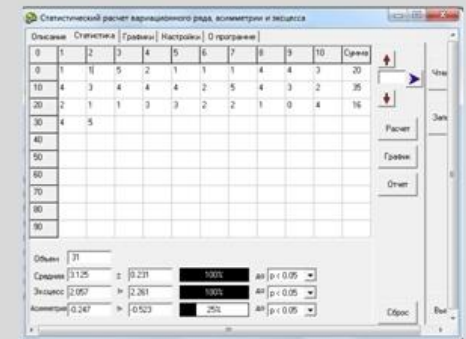 Статистический расчет вариационного ряда, асимметрии и эксцесса
Описание Статистика Графики Настройки О программе
0 1 2 3 4 5 6 7 8 9 10 Сумма
0 1 1 5 2 1 1 1 4 4 3 20
10 4 3 4 4 4 2 5 4 3 2 35
20 2 1 1 3 3 2 2 1 0 4 16
30 4 5
40
50
60
70
80
90
Расчет
График
Отчет
Объем 31
Среднее 3.125 ± 0.231 100% до p < 0.05
Эксцесс 2.057 2.261 100% до p < 0.05
Асимметрия -0.247 -0.523 25% до p < 0.05
Сброс